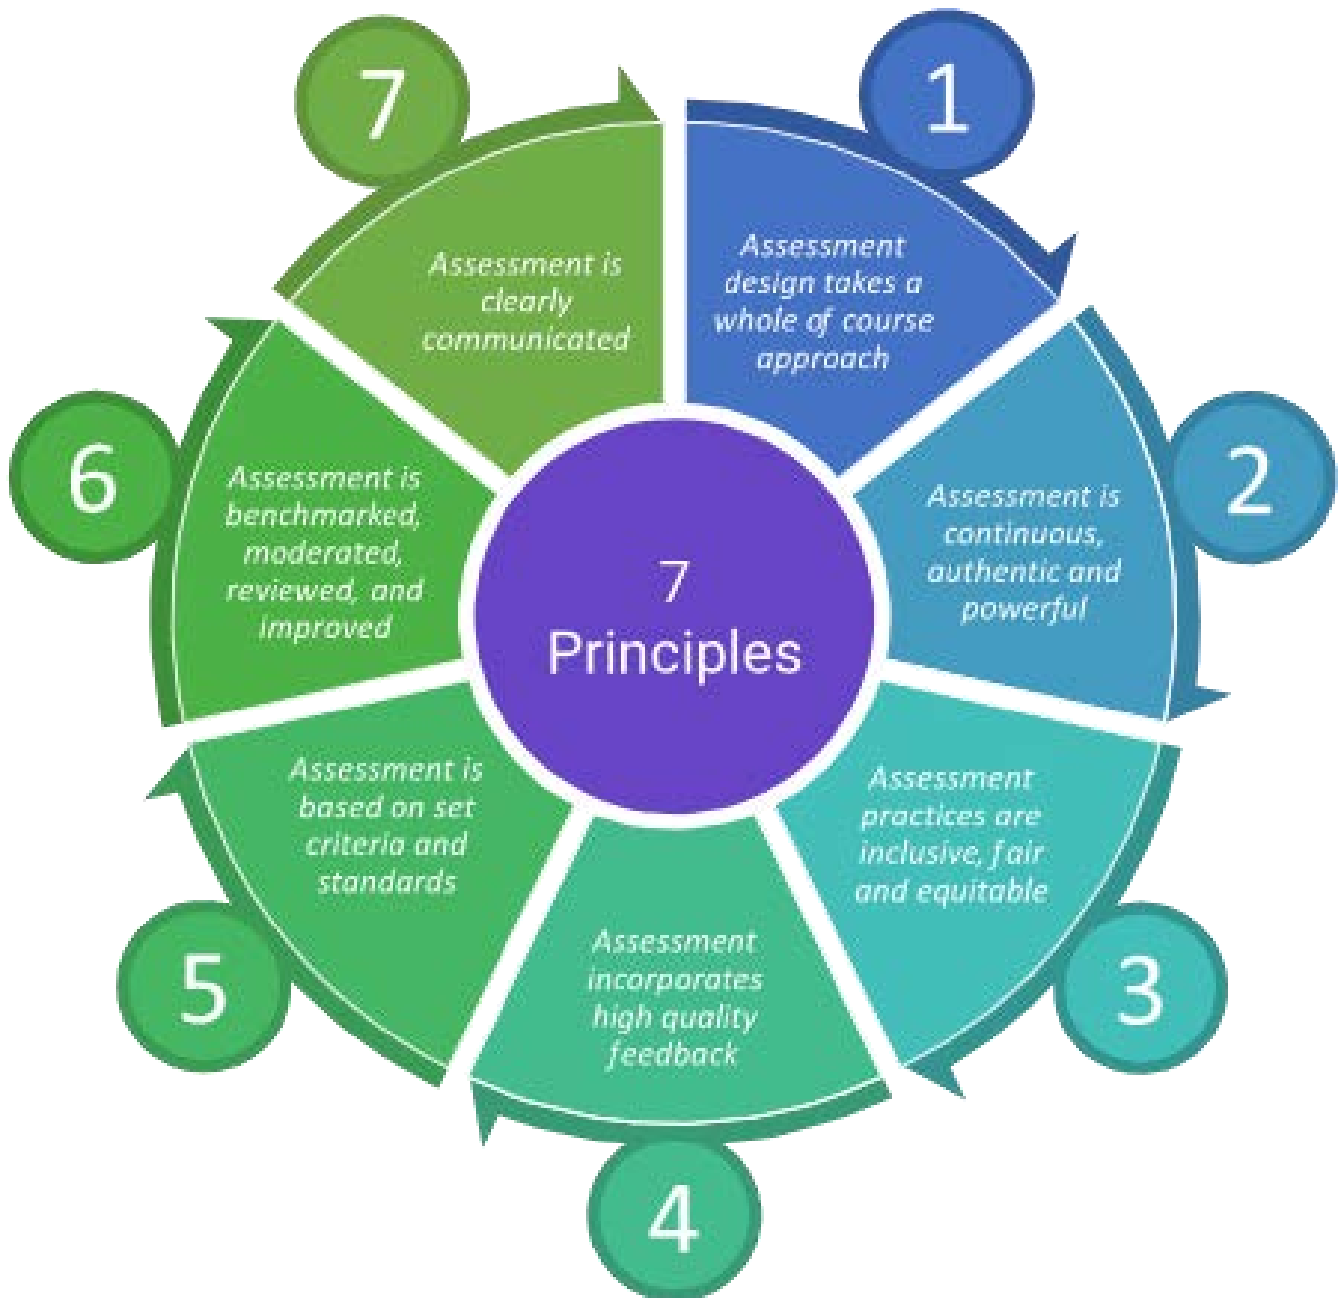 7
Principles
1
Assessment
design takes a
whole of course
approach
2
Assessment is
continuous,
authentic and
powerful
3
Assessment
practices are
inclusive, fair
and equitable
4
Assessment
incorporates
high quality
feedback
5
Assessment is
based on set
criteria and
standards
6
Assessment is
benchmarked,
moderated,
reviewed, and
improved
7
Assessment is
clearly
communicated